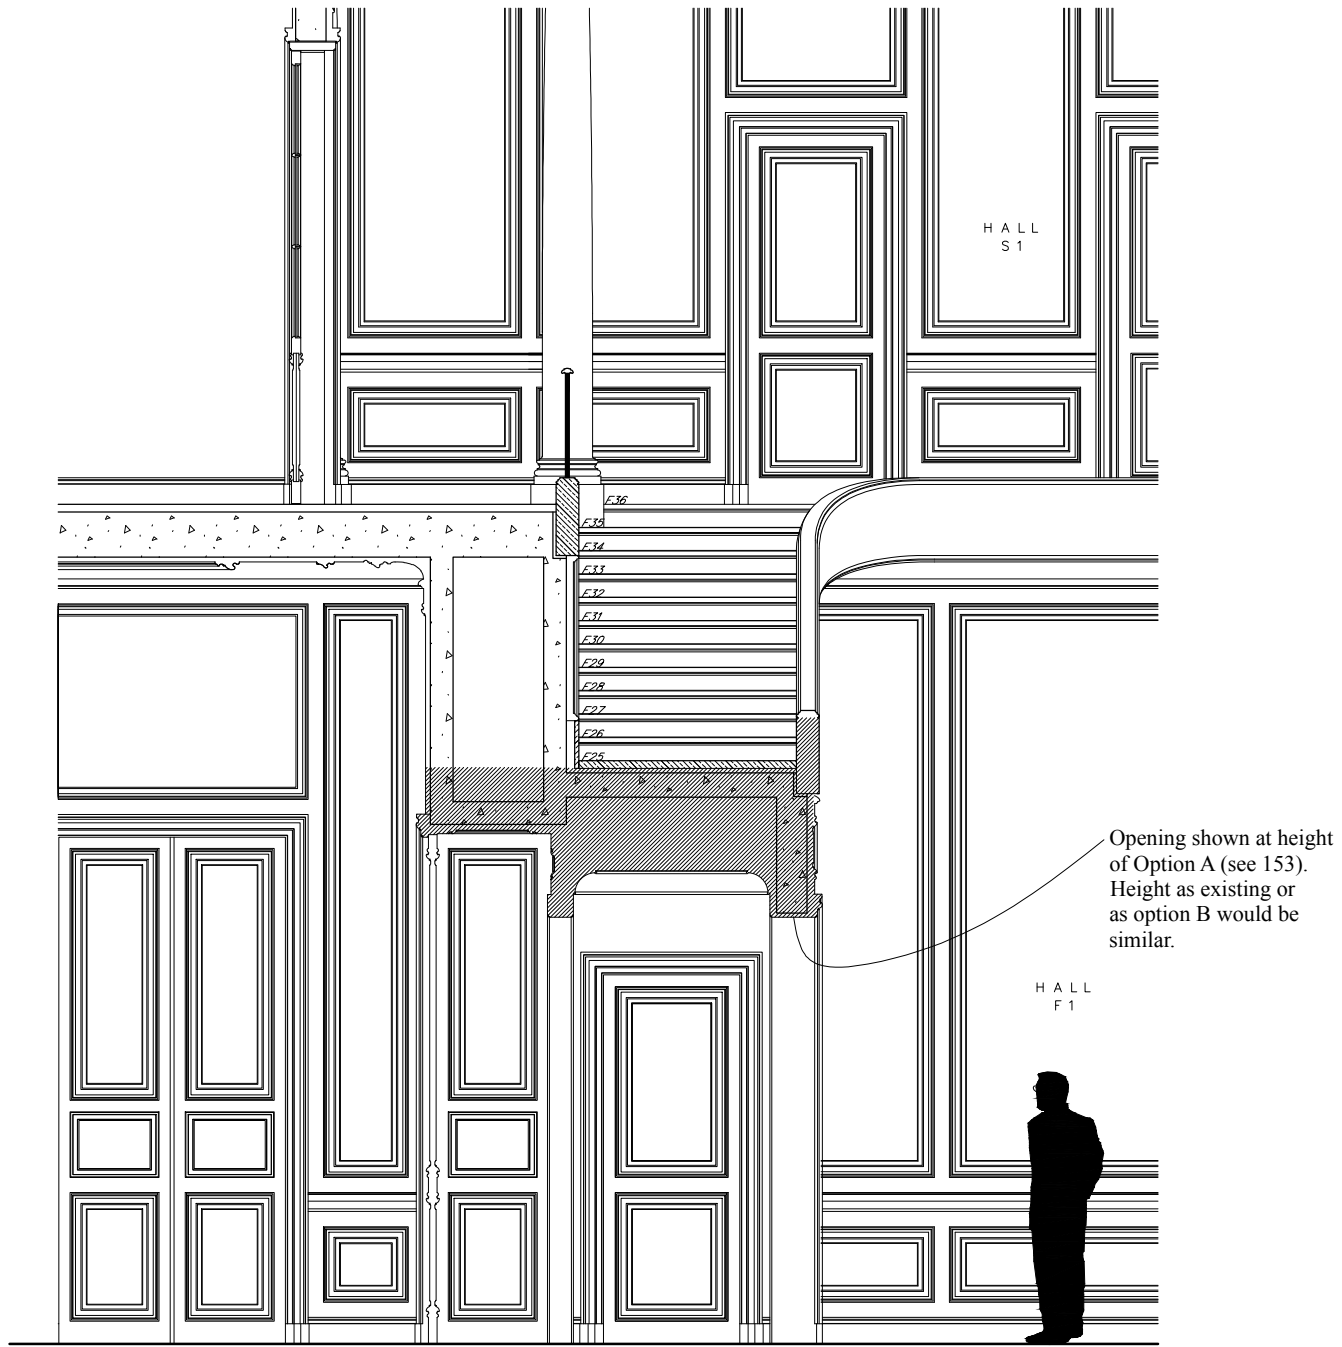 HALL
S1
F36
F35
F34
F33
F32
F31
F30
F29
F28
F27
F26
F25
Opening shown at height
of Option A (see 153).
Height as existing or
as option B would be
similar.
HALL
F1